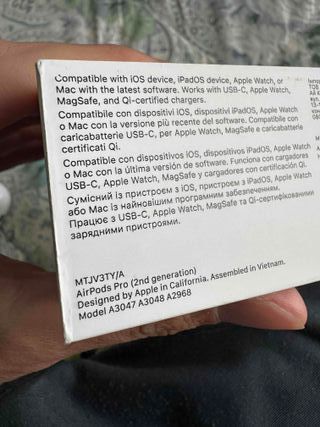 Compatible with iOS device, iPadOS device, Apple Watch, or
Mac with the latest software. Works with USB-C, Apple Watch,
MagSafe, and Qi-certified chargers.
Compatibile con dispositivi iOS, dispositivi iPadOS, Apple Watch
o Mac con la versione più recente del software. Compatibile con
caricabatterie USB-C, per Apple Watch, MagSafe e caricabatterie
certificati Qi.
Compatible con dispositivos iOS, dispositivos iPadOS, Apple Watch
o Mac con la última versión de software. Funciona con cargadores
USB-C, Apple Watch, MagSafe y cargadores con certificación Qi.
Сумісний із пристроєм з iOS, пристроєм з iPadOS, Apple Watch
або Mac із найновішим програмним забезпеченням.
Працює з USB-C, Apple Watch, MagSafe та Qi-сертифікованими
зарядними пристроями.
MTJV3TY/A
AirPods Pro (2nd generation)
Designed by Apple in California. Assembled in Vietnam.
Model A3047 A3048 A2968